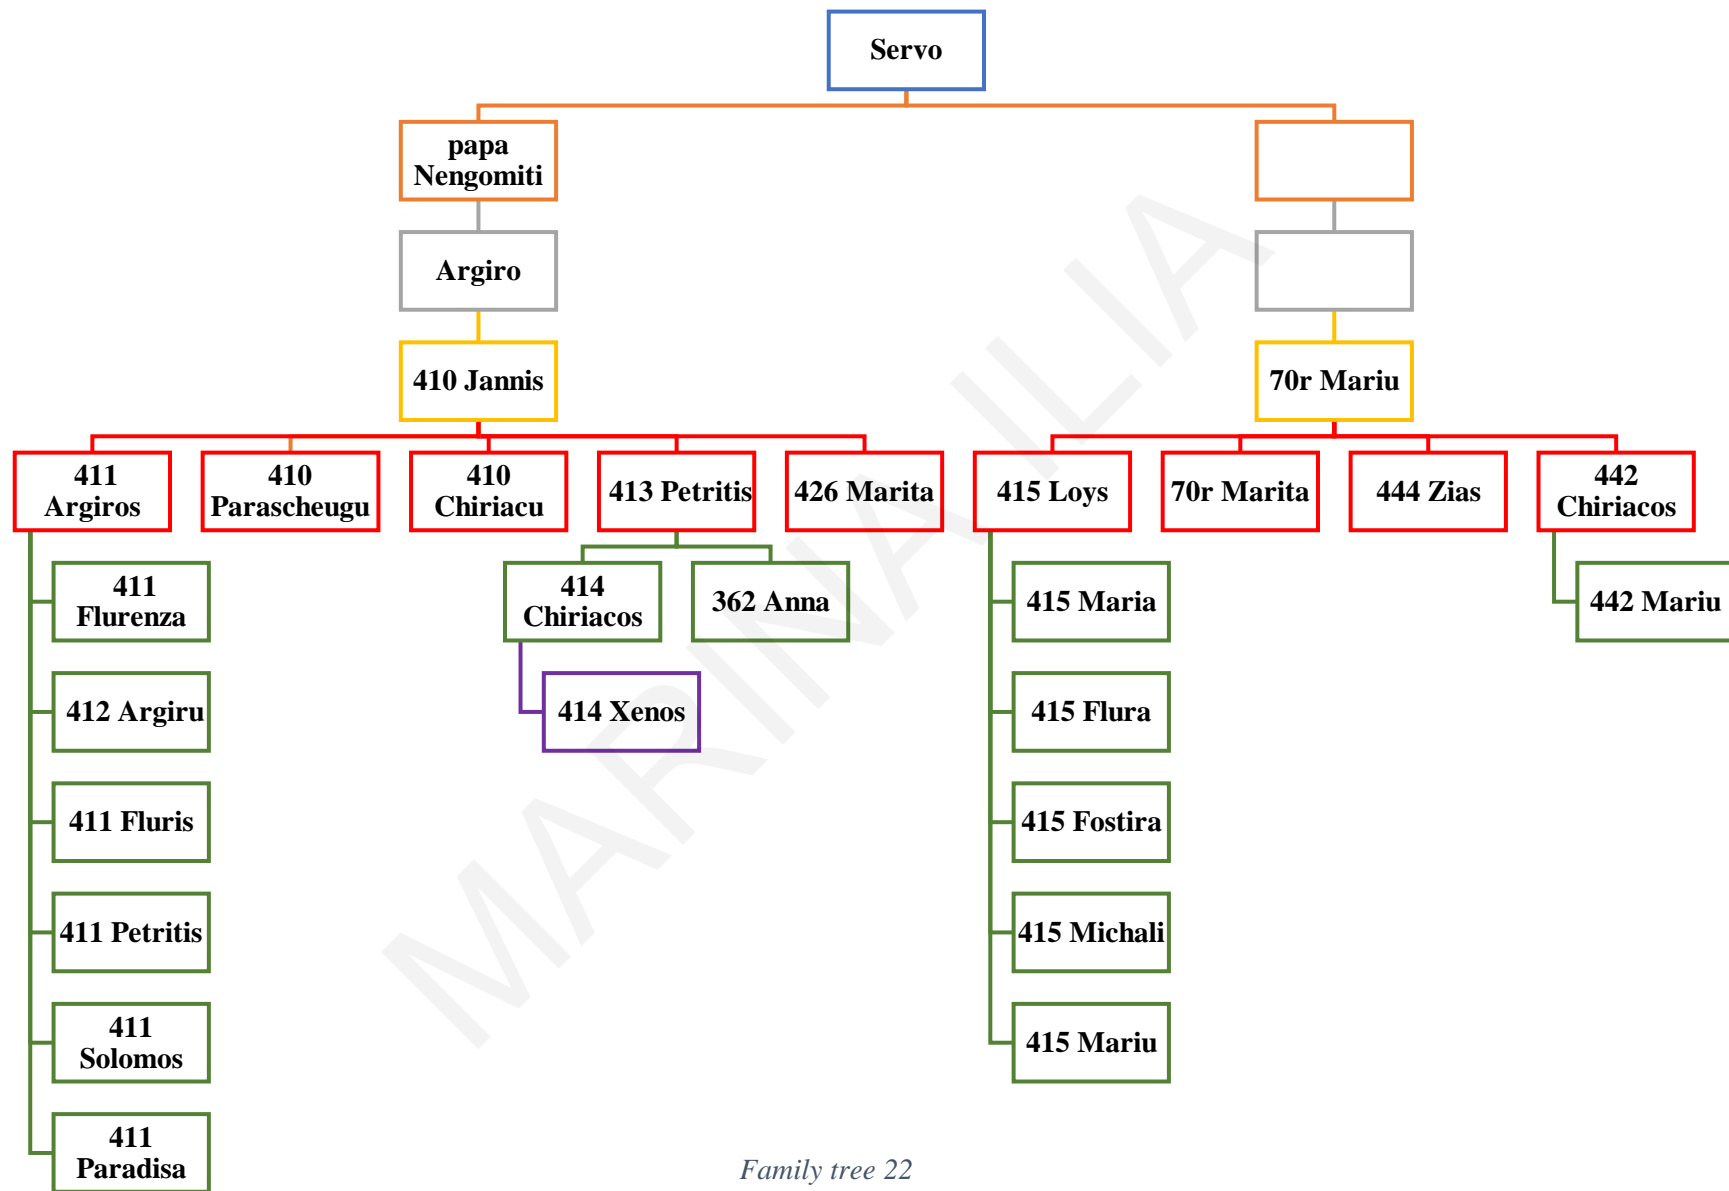 Servo
papa
Nengomiti
Argiro
410 Jannis
70r Mariu
411
Argiros
410
Parascheugu
410
Chiriacu
413 Petritis
426 Marita
415 Loys
70r Marita
444 Zias
442
Chiriacos
411
Flurenza
414
Chiriacos
362 Anna
415 Maria
442 Mariu
412 Argiru
414 Xenos
415 Flura
411 Fluris
415 Fostira
411 Petritis
415 Michali
411
Solomos
415 Mariu
411
Paradisa
Family tree 22
MARINA ILIA